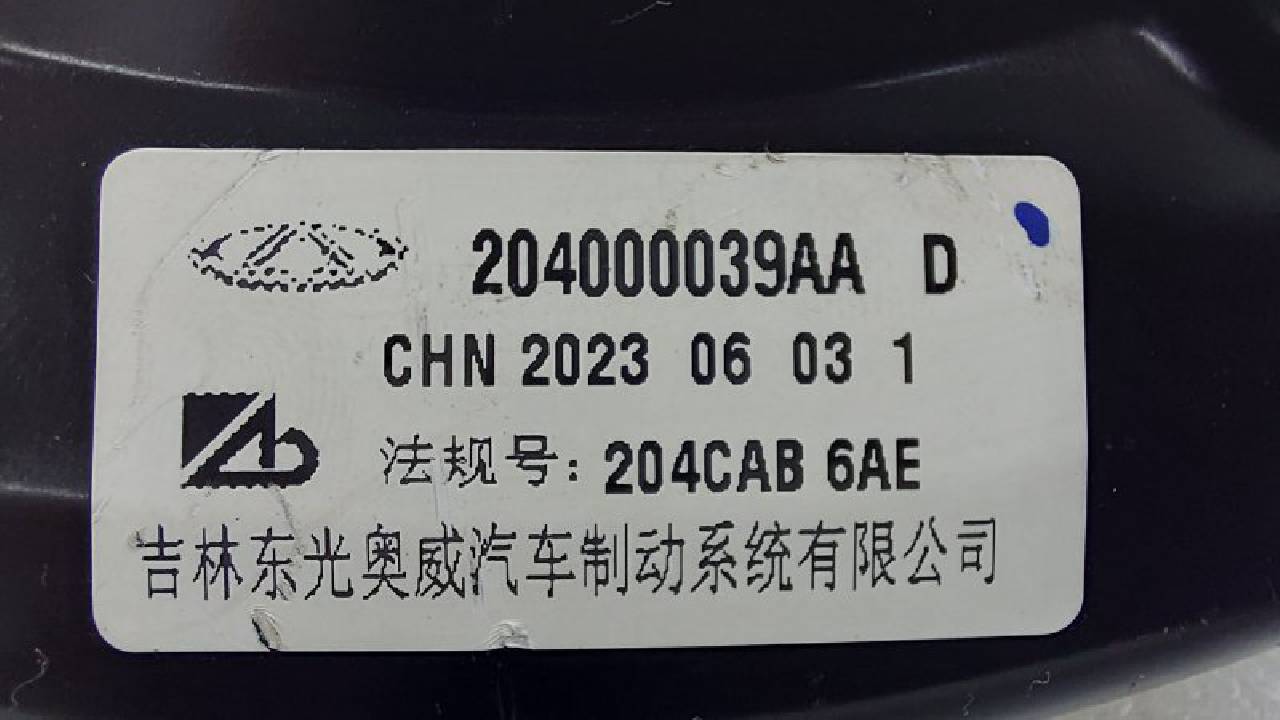 204000039AA D
CHN 2023 06 03 1
法规号: 204CAB 6AE
吉林东光奥威汽车制动系统有限公司